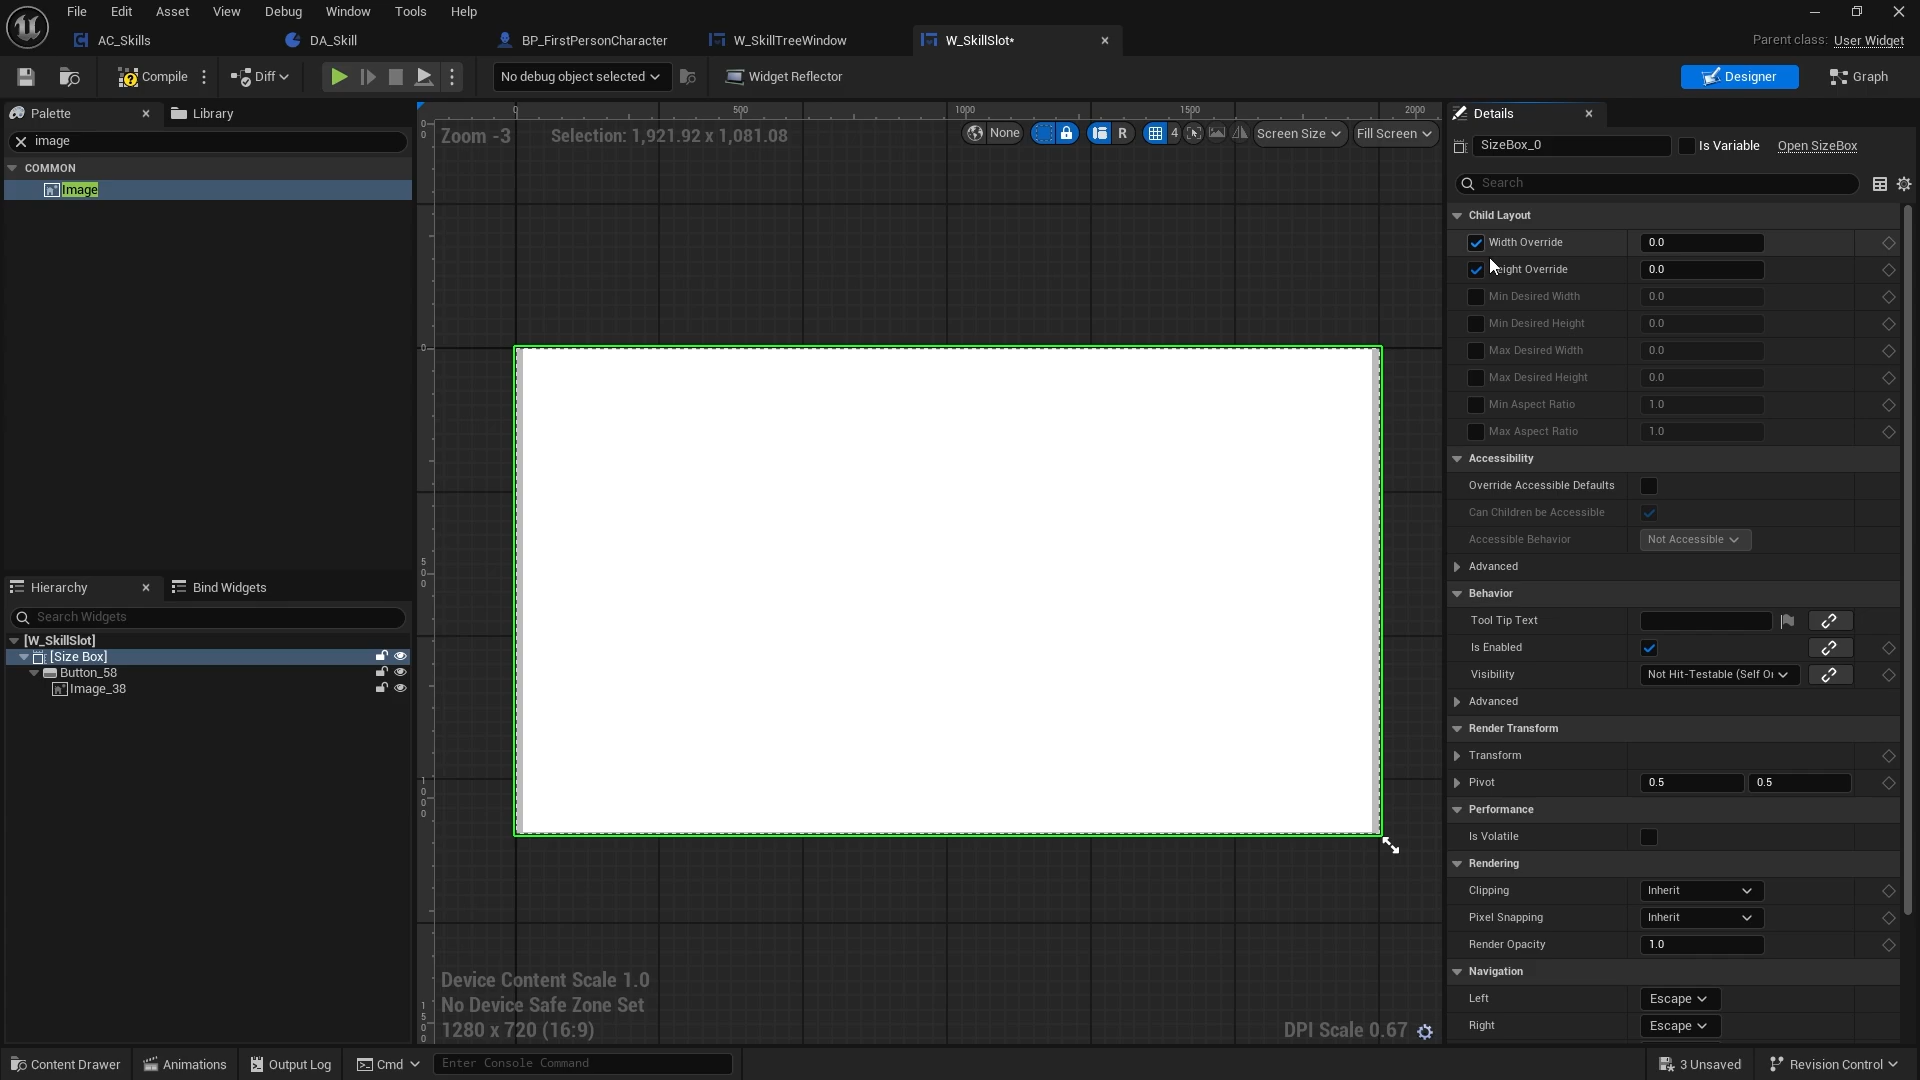 File Edit Asset View Debug Window Tools Help
AC_Skills DA_Skill BP_FirstPersonCharacter W_SkillTreeWindow W_SkillSlot* Parent class: User Widget
Compile Diff No debug object selected Widget Reflector Designer Graph
Palette Library
image
COMMON
Image
Hierarchy Bind Widgets
Search Widgets
[W_SkillSlot]
[Size Box]
Button_58
Image_38
0 500 1000 1500 2000
Zoom -3 Selection: 1,921.92 x 1,081.08 None R 4 Screen Size Fill Screen
0
0
500
1000
1500
Device Content Scale 1.0
No Device Safe Zone Set
1280 x 720 (16:9) DPI Scale 0.67
Details
SizeBox_0 Is Variable Open SizeBox
Search
Child Layout
Width Override 0.0
eight Override 0.0
Min Desired Width 0.0
Min Desired Height 0.0
Max Desired Width 0.0
Max Desired Height 0.0
Min Aspect Ratio 1.0
Max Aspect Ratio 1.0
Accessibility
Override Accessible Defaults
Can Children be Accessible
Accessible Behavior Not Accessible
Advanced
Behavior
Tool Tip Text
Is Enabled
Visibility Not Hit-Testable (Self O
Advanced
Render Transform
Transform
Pivot 0.5 0.5
Performance
Is Volatile
Rendering
Clipping Inherit
Pixel Snapping Inherit
Render Opacity 1.0
Navigation
Left Escape
Right Escape
Content Drawer Animations Output Log Cmd Enter Console Command 3 Unsaved Revision Control